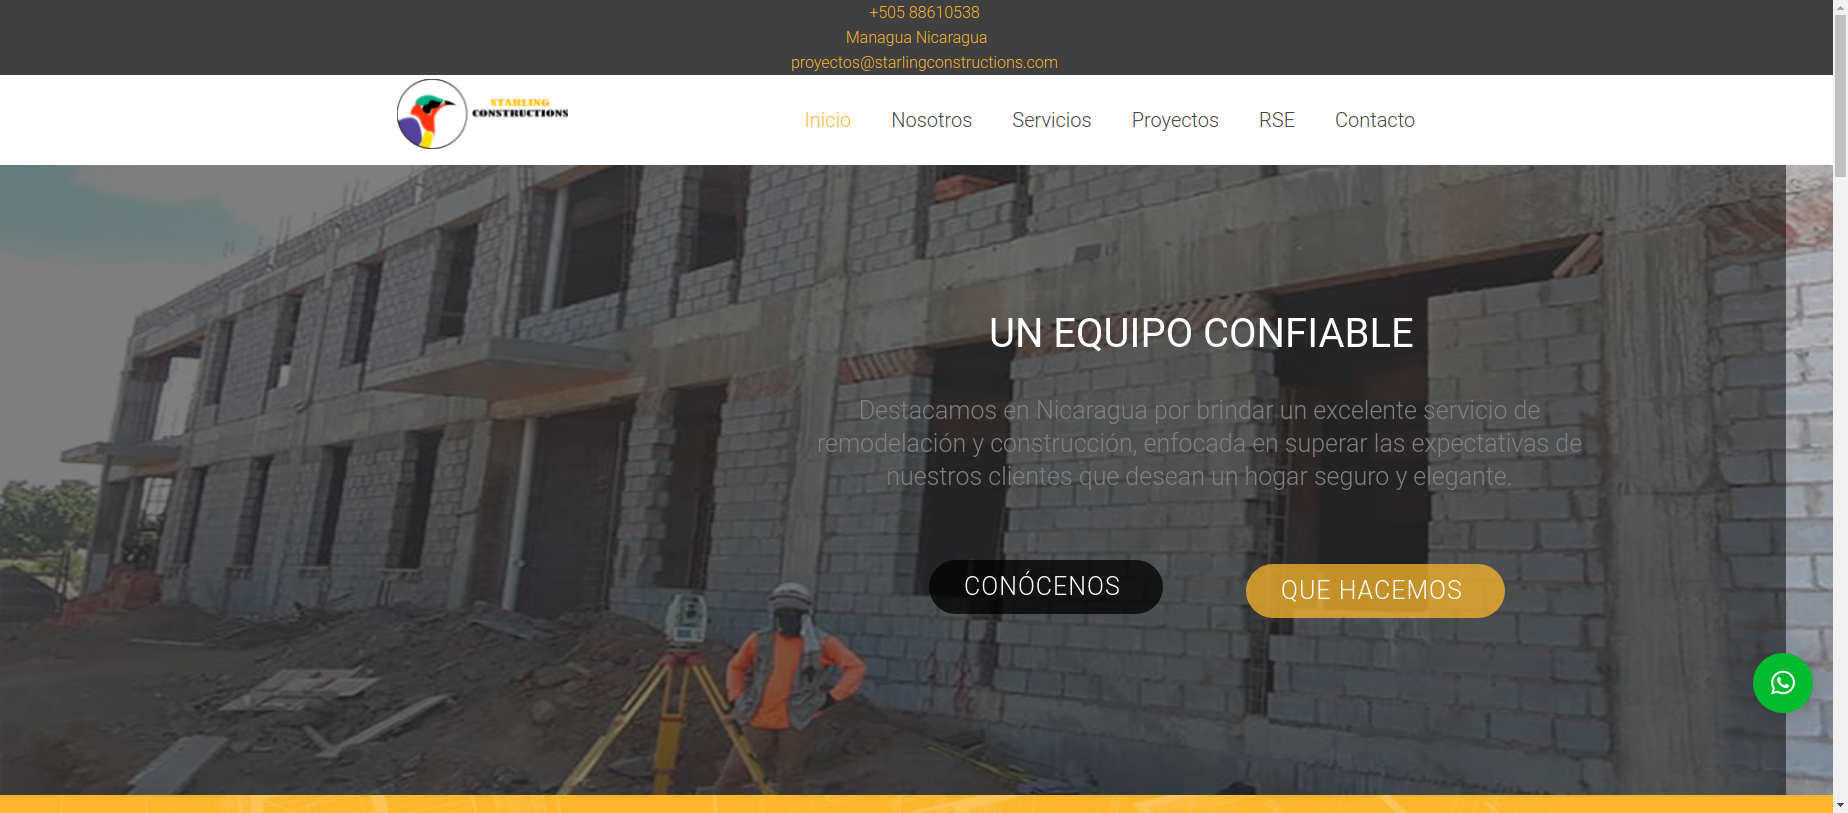 +505 88610538
Managua Nicaragua
proyectos@starlingconstructions.com
STARLING
CONSTRUCTIONS
Inicio
Nosotros
Servicios
Proyectos
RSE
Contacto
UN EQUIPO CONFIABLE
Destacamos en Nicaragua por brindar un excelente servicio de
remodelación y construcción, enfocada en superar las expectativas de
nuestros clientes que desean un hogar seguro y elegante.
CONÓCENOS
QUE HACEMOS